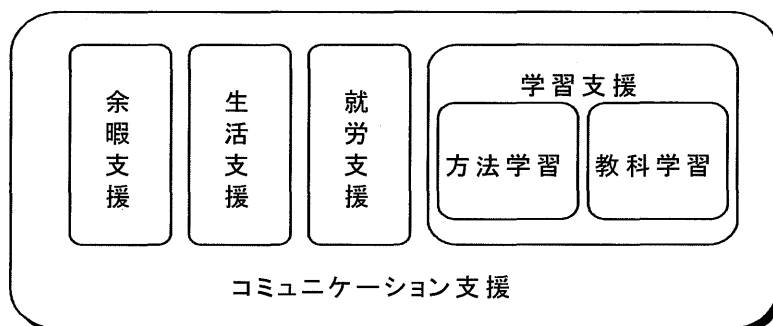 余暇支援
生活支援
就労支援
学習支援
方法学習
教科学習
コミュニケーション支援